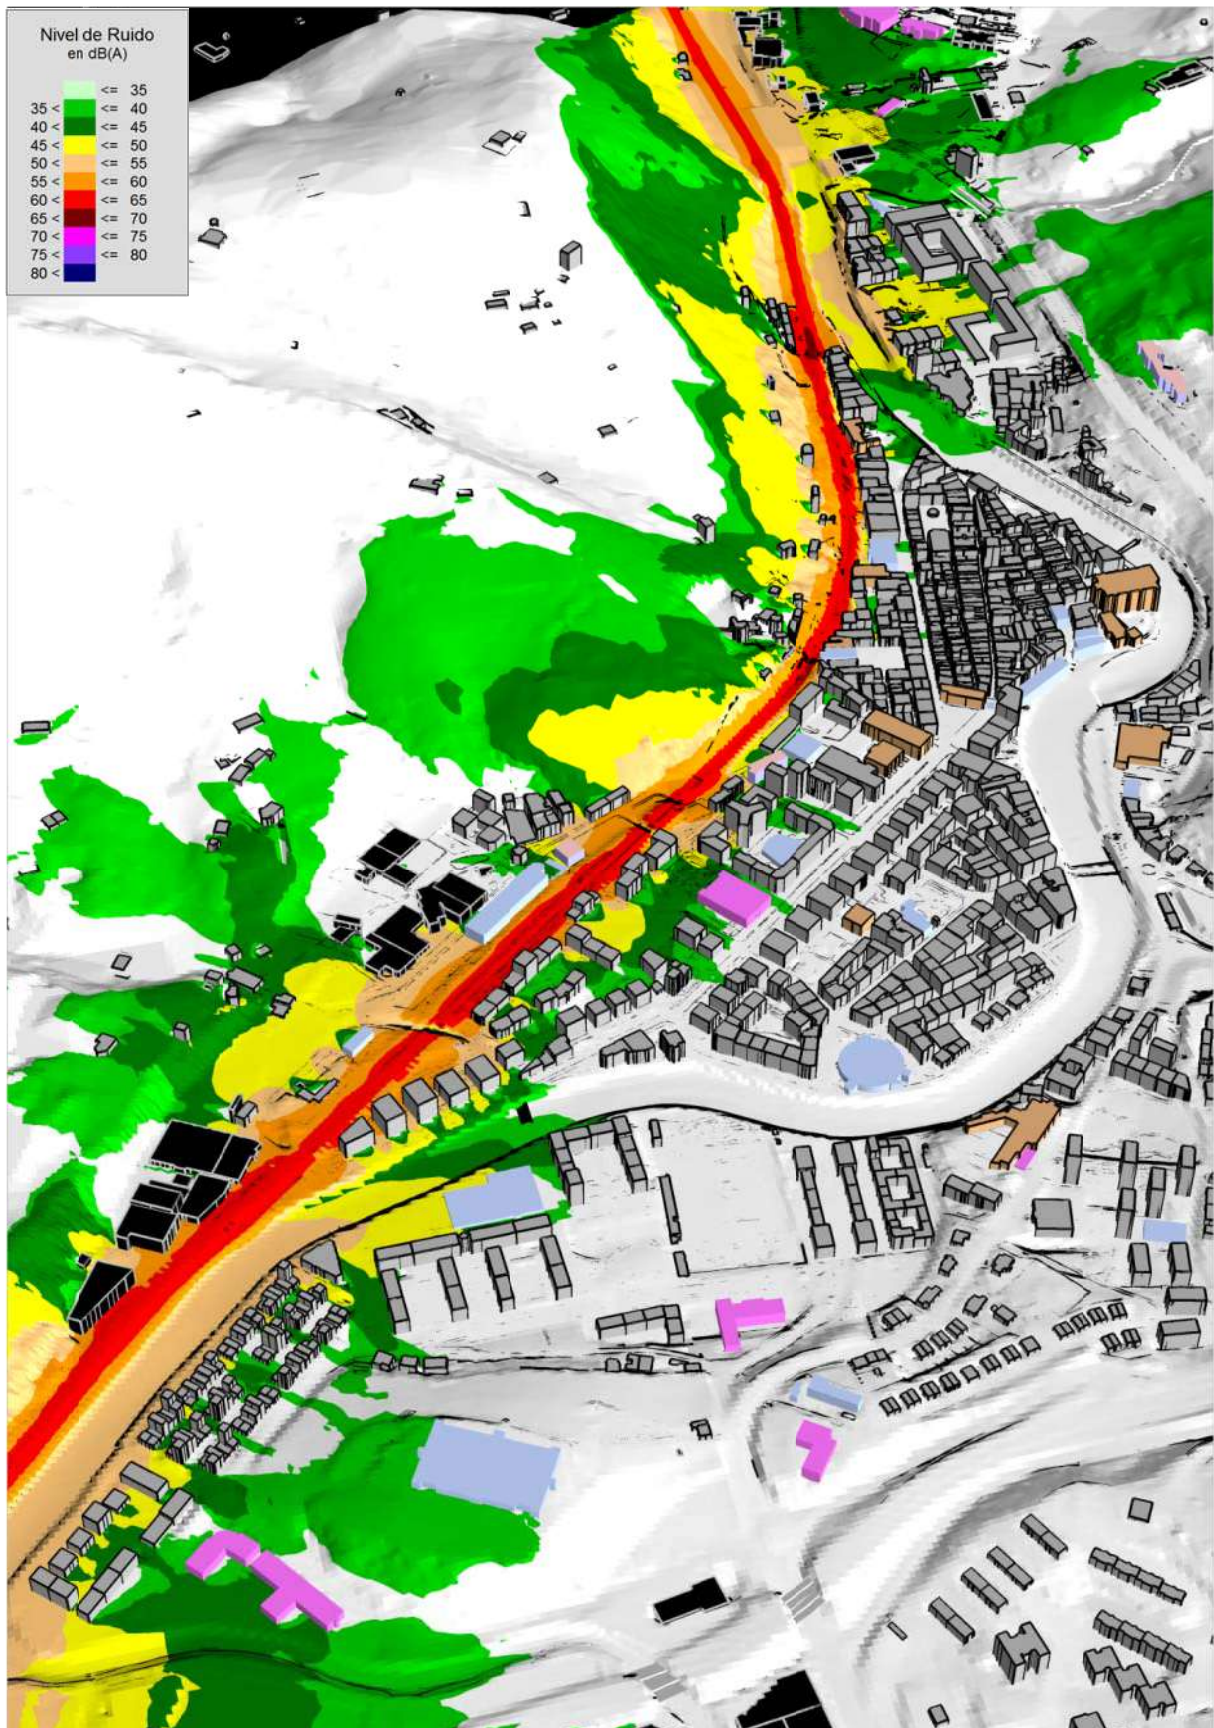 Nivel de Ruido
en dB(A)
<= 35
35 < <= 40
40 < <= 45
45 < <= 50
50 < <= 55
55 < <= 60
60 < <= 65
65 < <= 70
70 < <= 75
75 < <= 80
80 <